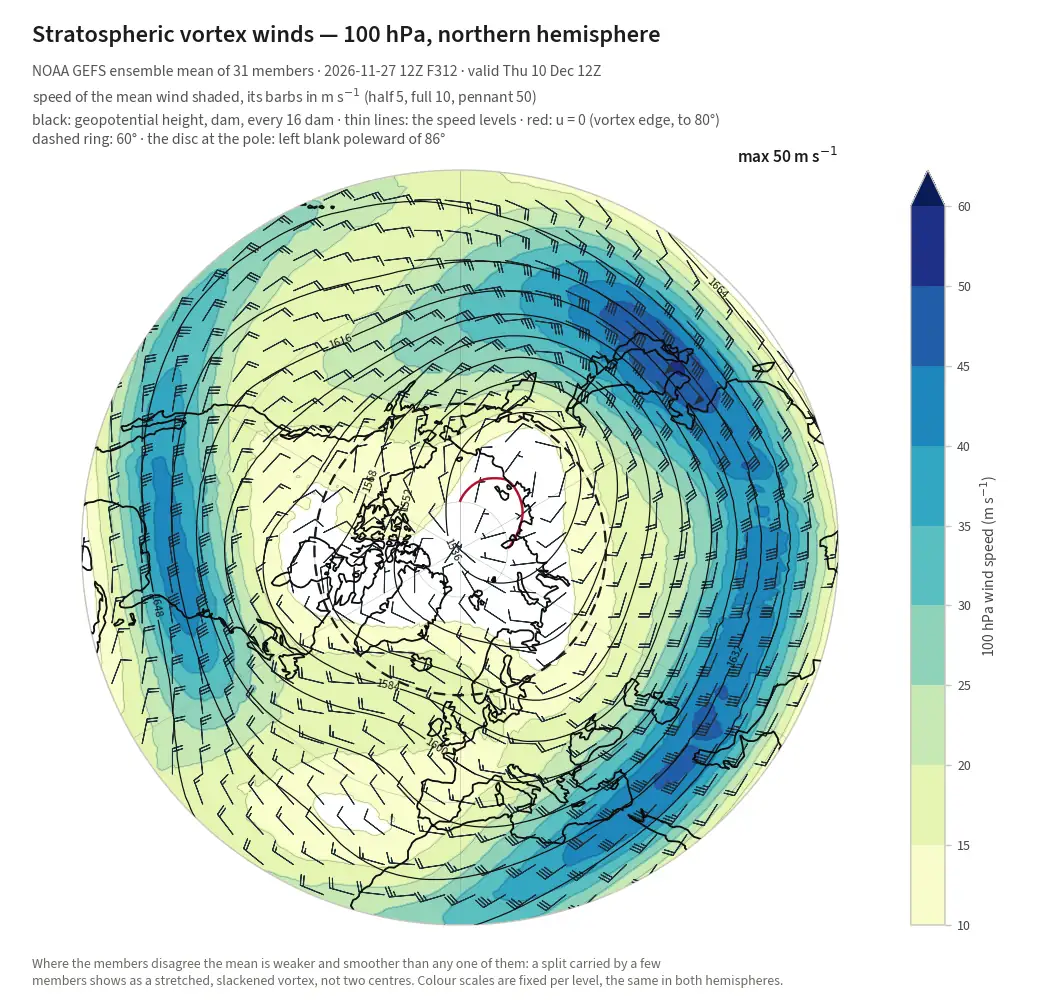 Stratospheric vortex winds — 100 hPa, northern hemisphere
NOAA GEFS ensemble mean of 31 members · 2026-11-27 12Z F312 · valid Thu 10 Dec 12Z
speed of the mean wind shaded, its barbs in m s⁻¹ (half 5, full 10, pennant 50)
black: geopotential height, dam, every 16 dam · thin lines: the speed levels · red: u = 0 (vortex edge, to 80°)
dashed ring: 60° · the disc at the pole: left blank poleward of 86°
max 50 m s⁻¹
60
50
45
40
35
30
25
20
15
10
100 hPa wind speed (m s⁻¹)
1664
1616
1568
1552
1536
1648
1632
1584
1600
Where the members disagree the mean is weaker and smoother than any one of them: a split carried by a few
members shows as a stretched, slackened vortex, not two centres. Colour scales are fixed per level, the same in both hemispheres.